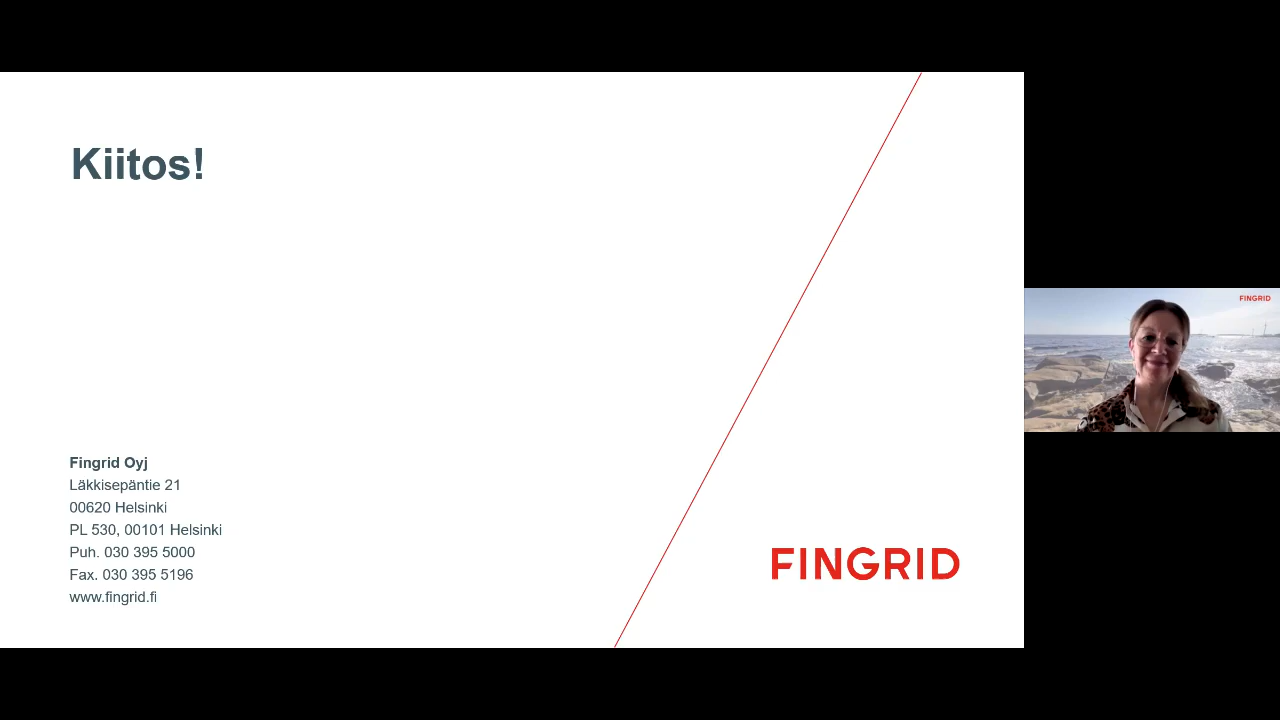 Kiitos!
Fingrid Oyj
Läkkisepäntie 21
00620 Helsinki
PL 530, 00101 Helsinki
Puh. 030 395 5000
Fax. 030 395 5196
www.fingrid.fi
FINGRID
FINGRID